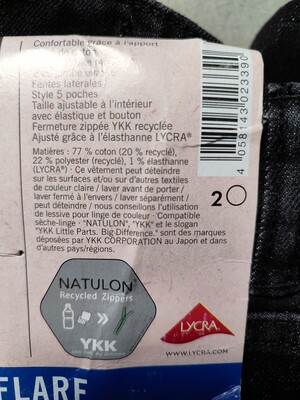 Confortable grâce à l'apport
Fentes latérales
Style 5 poches
Taille ajustable à l'intérieur
avec élastique et bouton
Fermeture zippée YKK recyclée
Ajusté grâce à l'élasthanne LYCRA®
Matières : 77 % coton (20 % recyclé),
22 % polyester (recyclé), 1 % élasthanne
(LYCRA®) • Ce vêtement peut déteindre
sur les surfaces et/ou sur d'autres textiles
de couleur claire / laver avant de porter /
laver fermé à l'envers / laver séparément /
peut déteindre / nous conseillons l'utilisation
de lessive pour linge de couleur • Compatible
sèche-linge • "NATULON", "YKK" et le slogan
"YKK Little Parts. Big Difference." sont des marques
déposées par YKK CORPORATION au Japon et dans
d'autres pays/régions.
4 058143 023390
2
NATULON®
Recycled Zippers
YKK
LYCRA
WWW.LYCRA.COM
FLARE